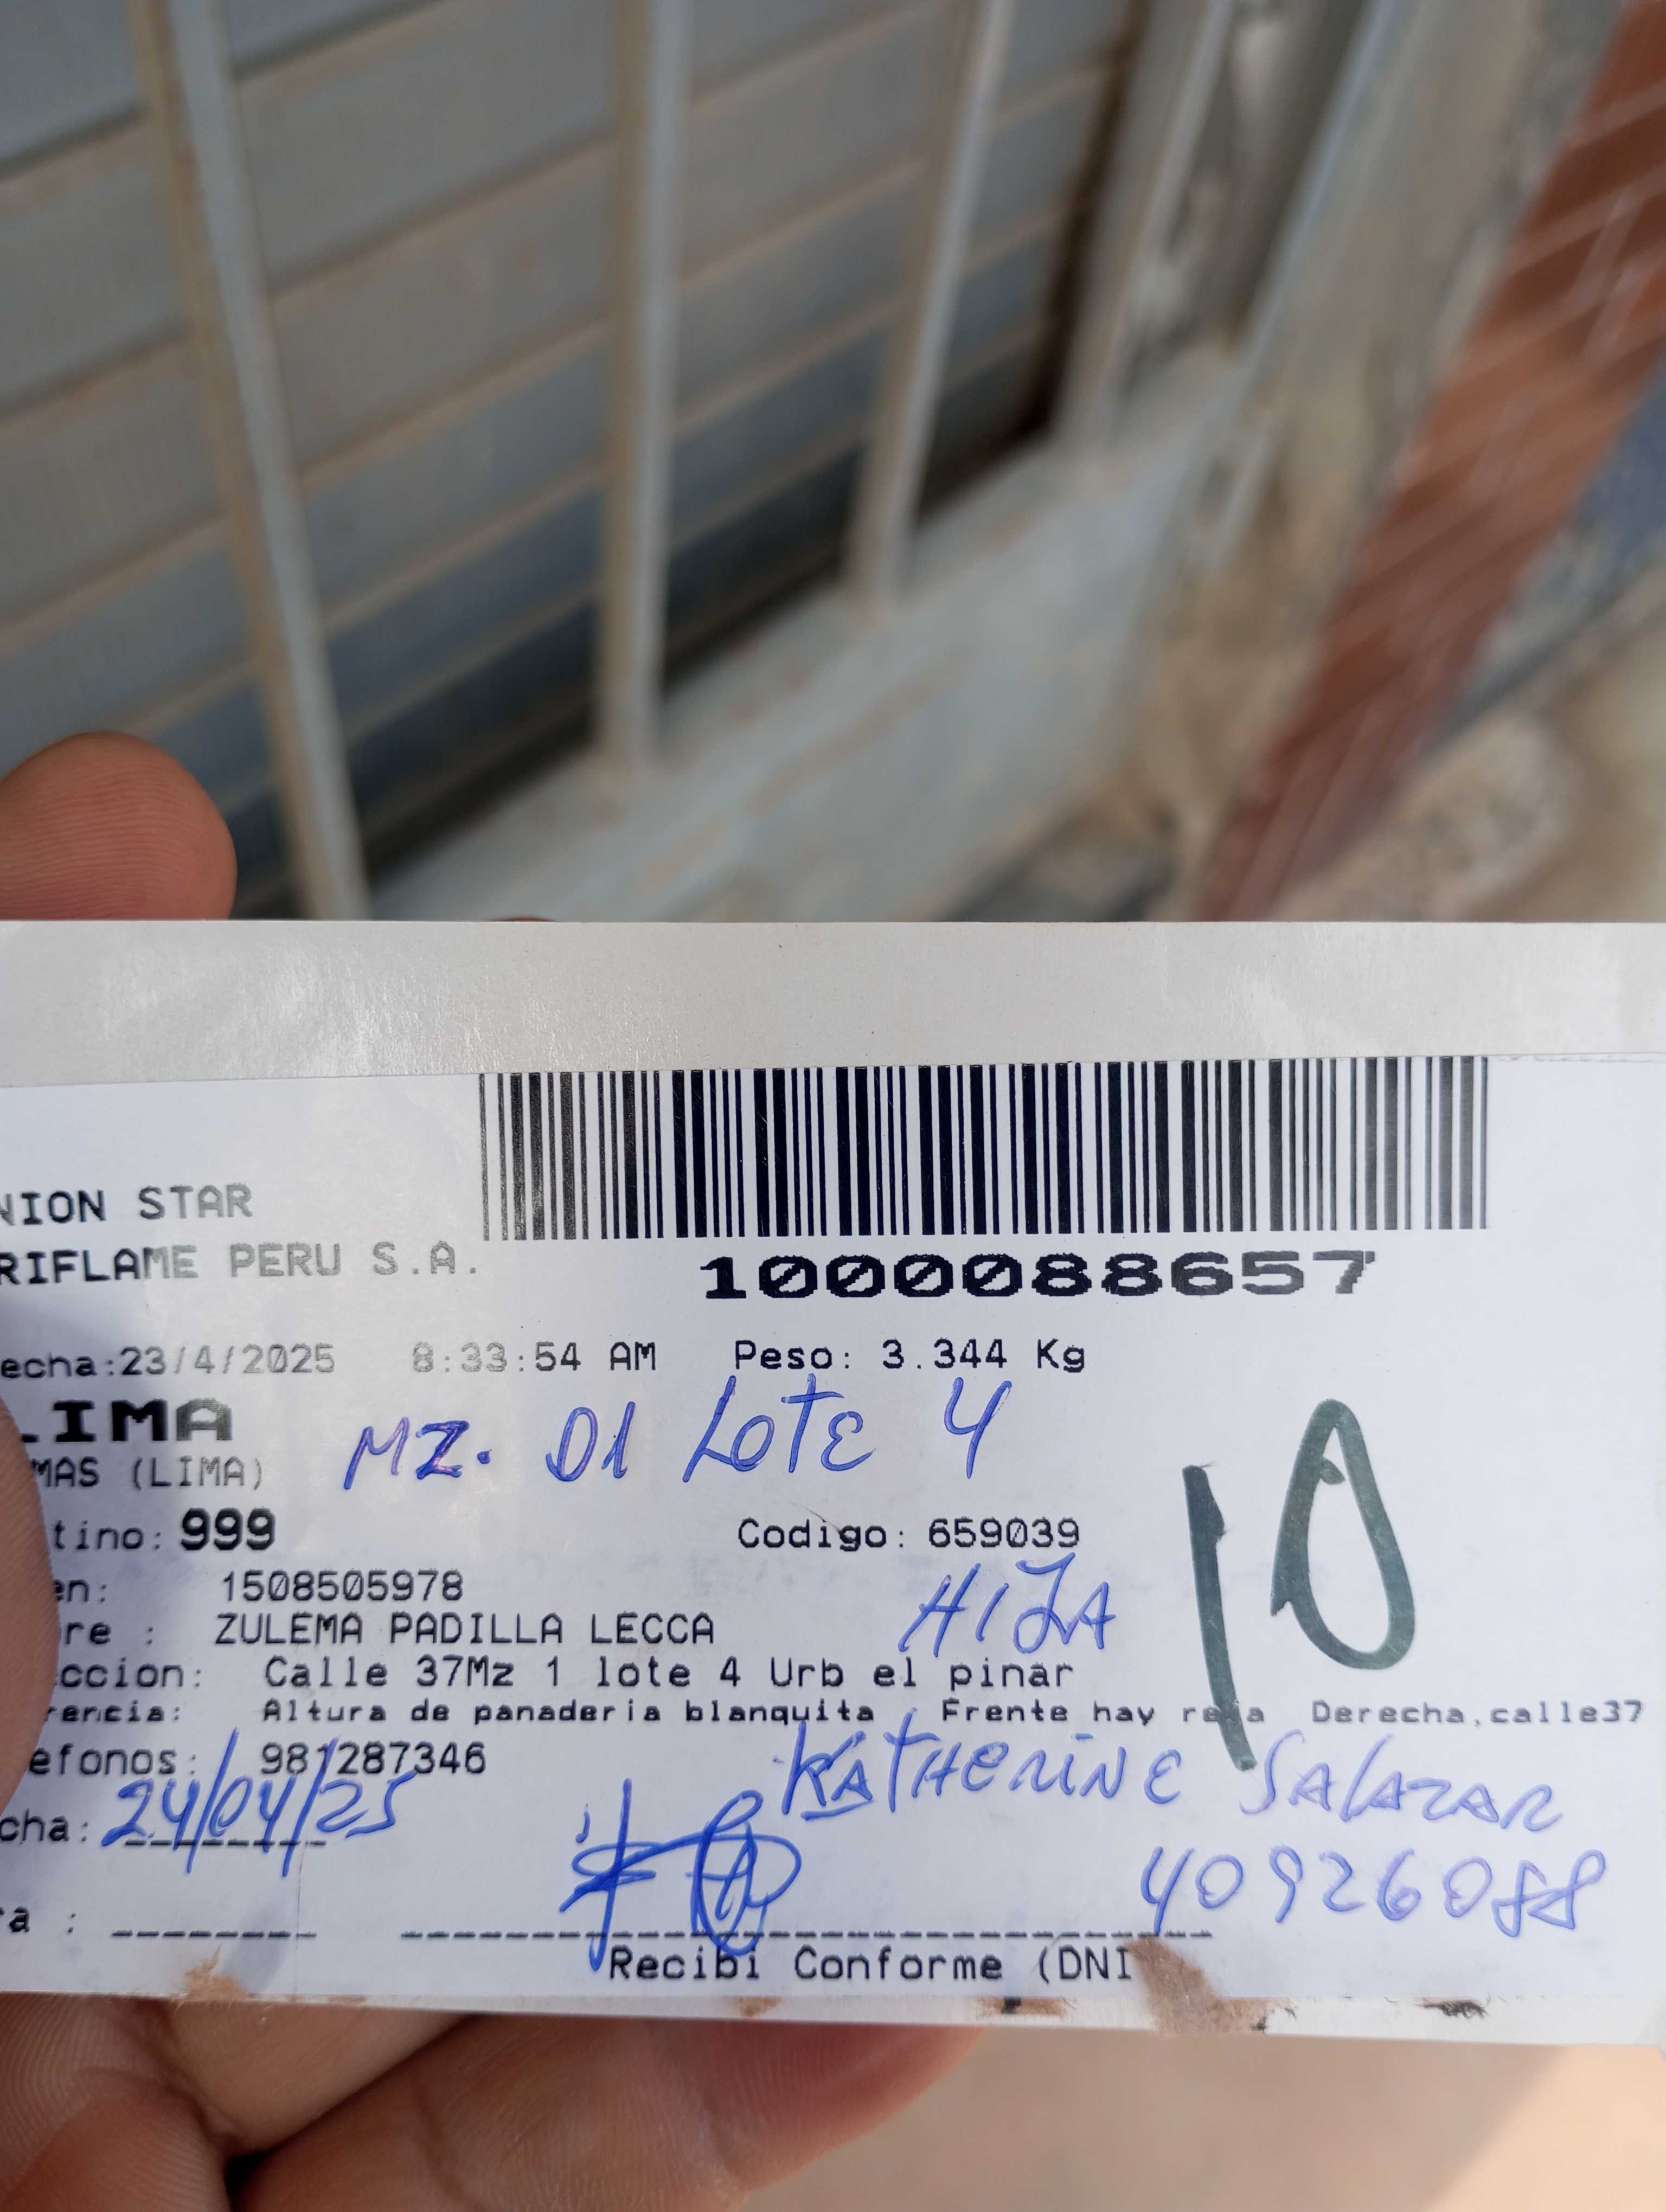 NION STAR
RIFLAME PERU S.A.
1000088657
echa:23/4/2025 8:33:54 AM Peso: 3.344 Kg
LIMA
MZ. D1 LOTE 4
MAS (LIMA)
tino: 999 Codigo: 659039
10
en: 1508505978
HIJA
re : ZULEMA PADILLA LECCA
ccion: Calle 37Mz 1 lote 4 Urb el pinar
rencia: Altura de panaderia blanquita , Frente hay reja Derecha,calle37
efonos: 981287346
KATHERINE SALAZAR
cha: 24/04/25
40926088
ra :
Recibi Conforme (DNI